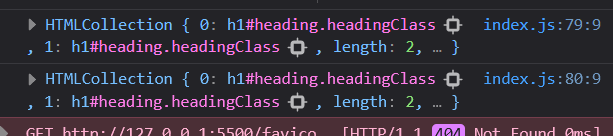 HTMLCollection { 0: h1#heading.headingClass index.js:79:9
, 1: h1#heading.headingClass , length: 2, … }
HTMLCollection { 0: h1#heading.headingClass index.js:80:9
, 1: h1#heading.headingClass , length: 2, … }
GET http://127.0.0.1:5500/favico… [HTTP/1.1 404 Not Found 0ms]